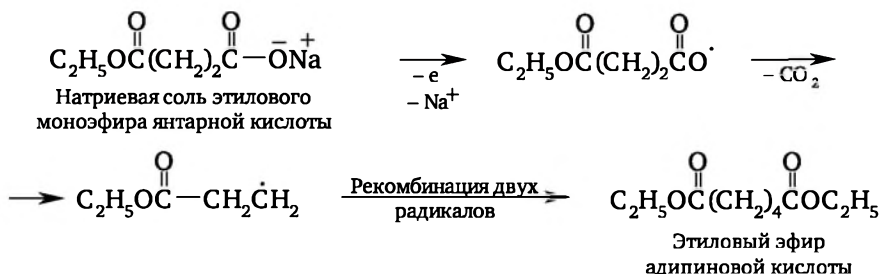 O O O
C₂H₅OC(CH₂)₂C—ONa − + ⟶ C₂H₅OC(CH₂)₂CO· ⟶
− e − CO₂
− Na⁺
Натриевая соль этилового
моноэфира янтарной кислоты
O O O
⟶ C₂H₅OC—CH₂ĊH₂ Рекомбинация двух ⟶ C₂H₅OC(CH₂)₄COC₂H₅
радикалов
Этиловый эфир
адипиновой кислоты